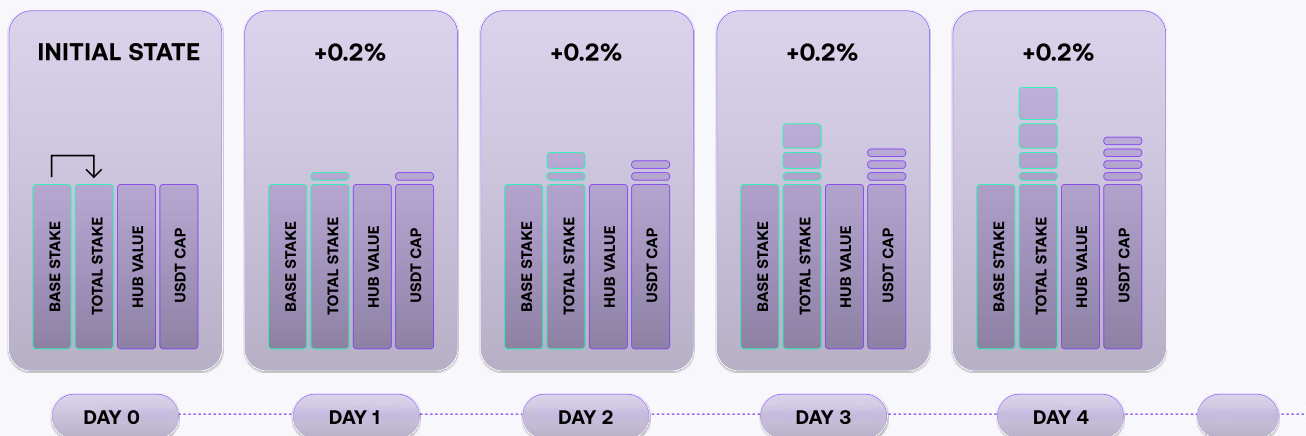 INITIAL STATE
+0.2%
+0.2%
+0.2%
+0.2%
BASE STAKE
TOTAL STAKE
HUB VALUE
USDT CAP
BASE STAKE
TOTAL STAKE
HUB VALUE
USDT CAP
BASE STAKE
TOTAL STAKE
HUB VALUE
USDT CAP
BASE STAKE
TOTAL STAKE
HUB VALUE
USDT CAP
BASE STAKE
TOTAL STAKE
HUB VALUE
USDT CAP
DAY 0
DAY 1
DAY 2
DAY 3
DAY 4